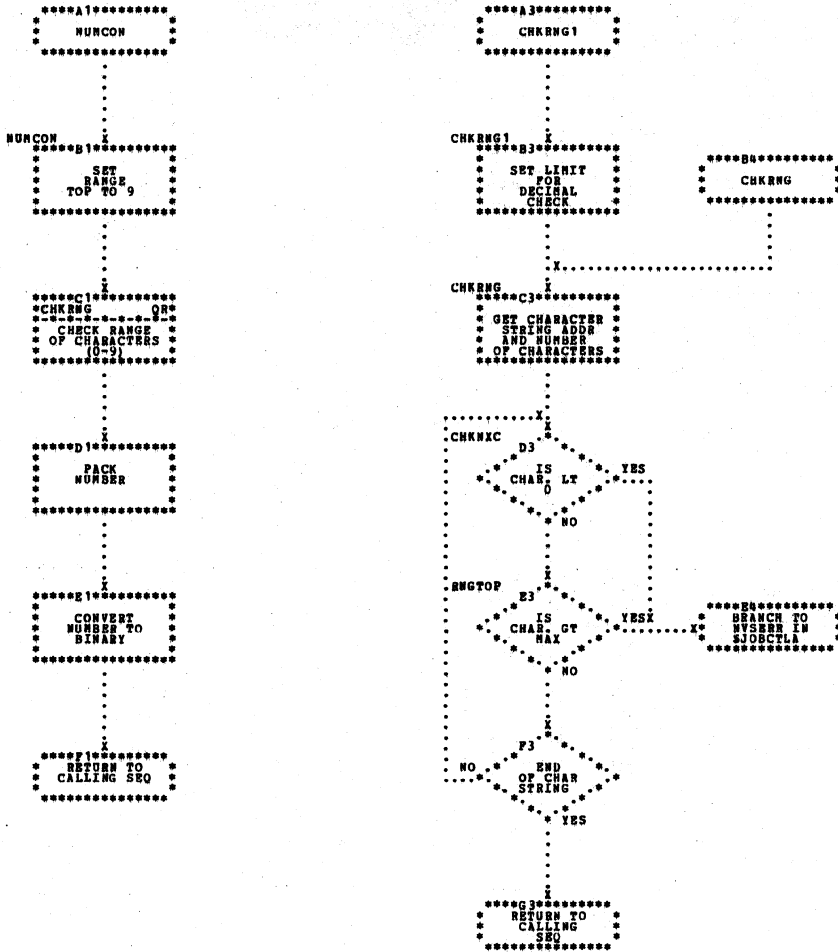 A1
NUMCON
NUMCON
B1
SET
RANGE
TOP TO 9
C1
CHKRNG QR
CHECK RANGE
OF CHARACTERS
(0-9)
D1
PACK
NUMBER
E1
CONVERT
NUMBER TO
BINARY
F1
RETURN TO
CALLING SEQ
A3
CHKRNG1
CHKRNG1
B3
SET LIMIT
FOR
DECIMAL
CHECK
B4
CHKRNG
CHKRNG
C3
GET CHARACTER
STRING ADDR
AND NUMBER
OF CHARACTERS
CHKNXC
D3
IS
CHAR. LT
0
YES
NO
RNGTOP
E3
IS
CHAR. GT
MAX
YES
NO
E4
BRANCH TO
NVSERR IN
$JOBCTLA
F3
END
OF CHAR
STRING
NO
YES
G3
RETURN TO
CALLING
SEQ